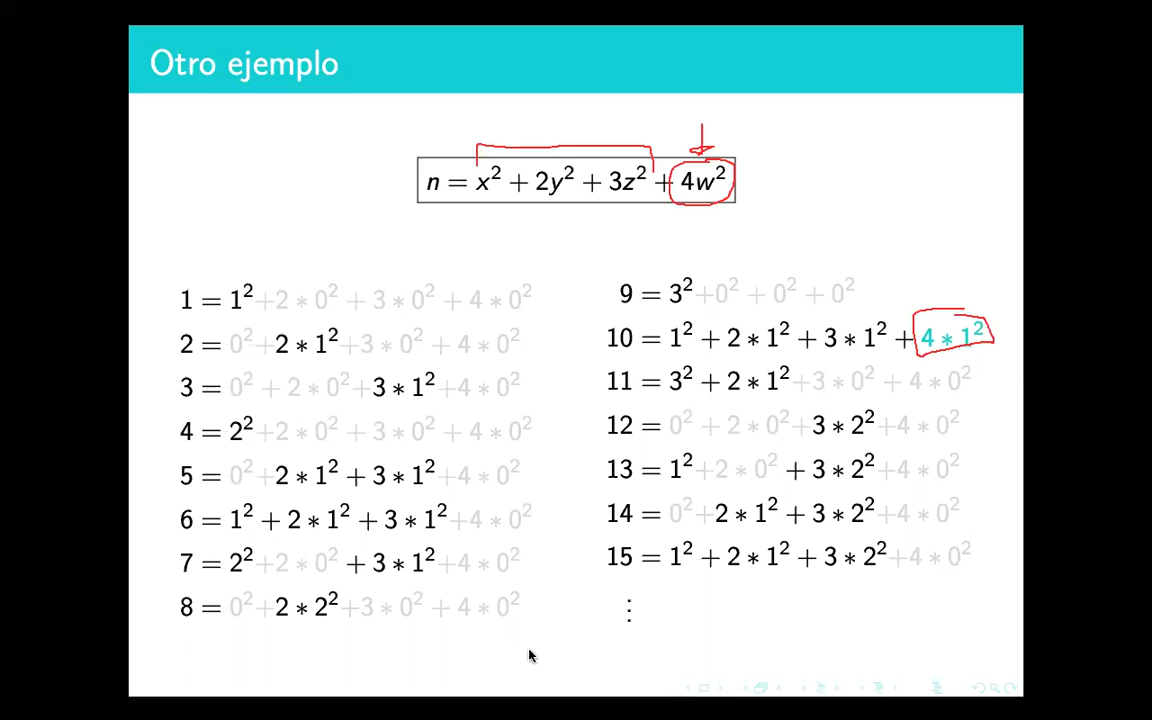 Otro ejemplo
n = x² + 2y² + 3z² + 4w²
1 = 1²+2 ∗ 0² + 3 ∗ 0² + 4 ∗ 0²
2 = 0²+2 ∗ 1²+3 ∗ 0² + 4 ∗ 0²
3 = 0² + 2 ∗ 0²+3 ∗ 1²+4 ∗ 0²
4 = 2²+2 ∗ 0² + 3 ∗ 0² + 4 ∗ 0²
5 = 0²+2 ∗ 1² + 3 ∗ 1²+4 ∗ 0²
6 = 1² + 2 ∗ 1² + 3 ∗ 1²+4 ∗ 0²
7 = 2²+2 ∗ 0² + 3 ∗ 1²+4 ∗ 0²
8 = 0²+2 ∗ 2²+3 ∗ 0² + 4 ∗ 0²
9 = 3²+0² + 0² + 0²
10 = 1² + 2 ∗ 1² + 3 ∗ 1² + 4 ∗ 1²
11 = 3² + 2 ∗ 1²+3 ∗ 0² + 4 ∗ 0²
12 = 0² + 2 ∗ 0²+3 ∗ 2²+4 ∗ 0²
13 = 1²+2 ∗ 0² + 3 ∗ 2²+4 ∗ 0²
14 = 0²+2 ∗ 1² + 3 ∗ 2²+4 ∗ 0²
15 = 1² + 2 ∗ 1² + 3 ∗ 2²+4 ∗ 0²
⋮